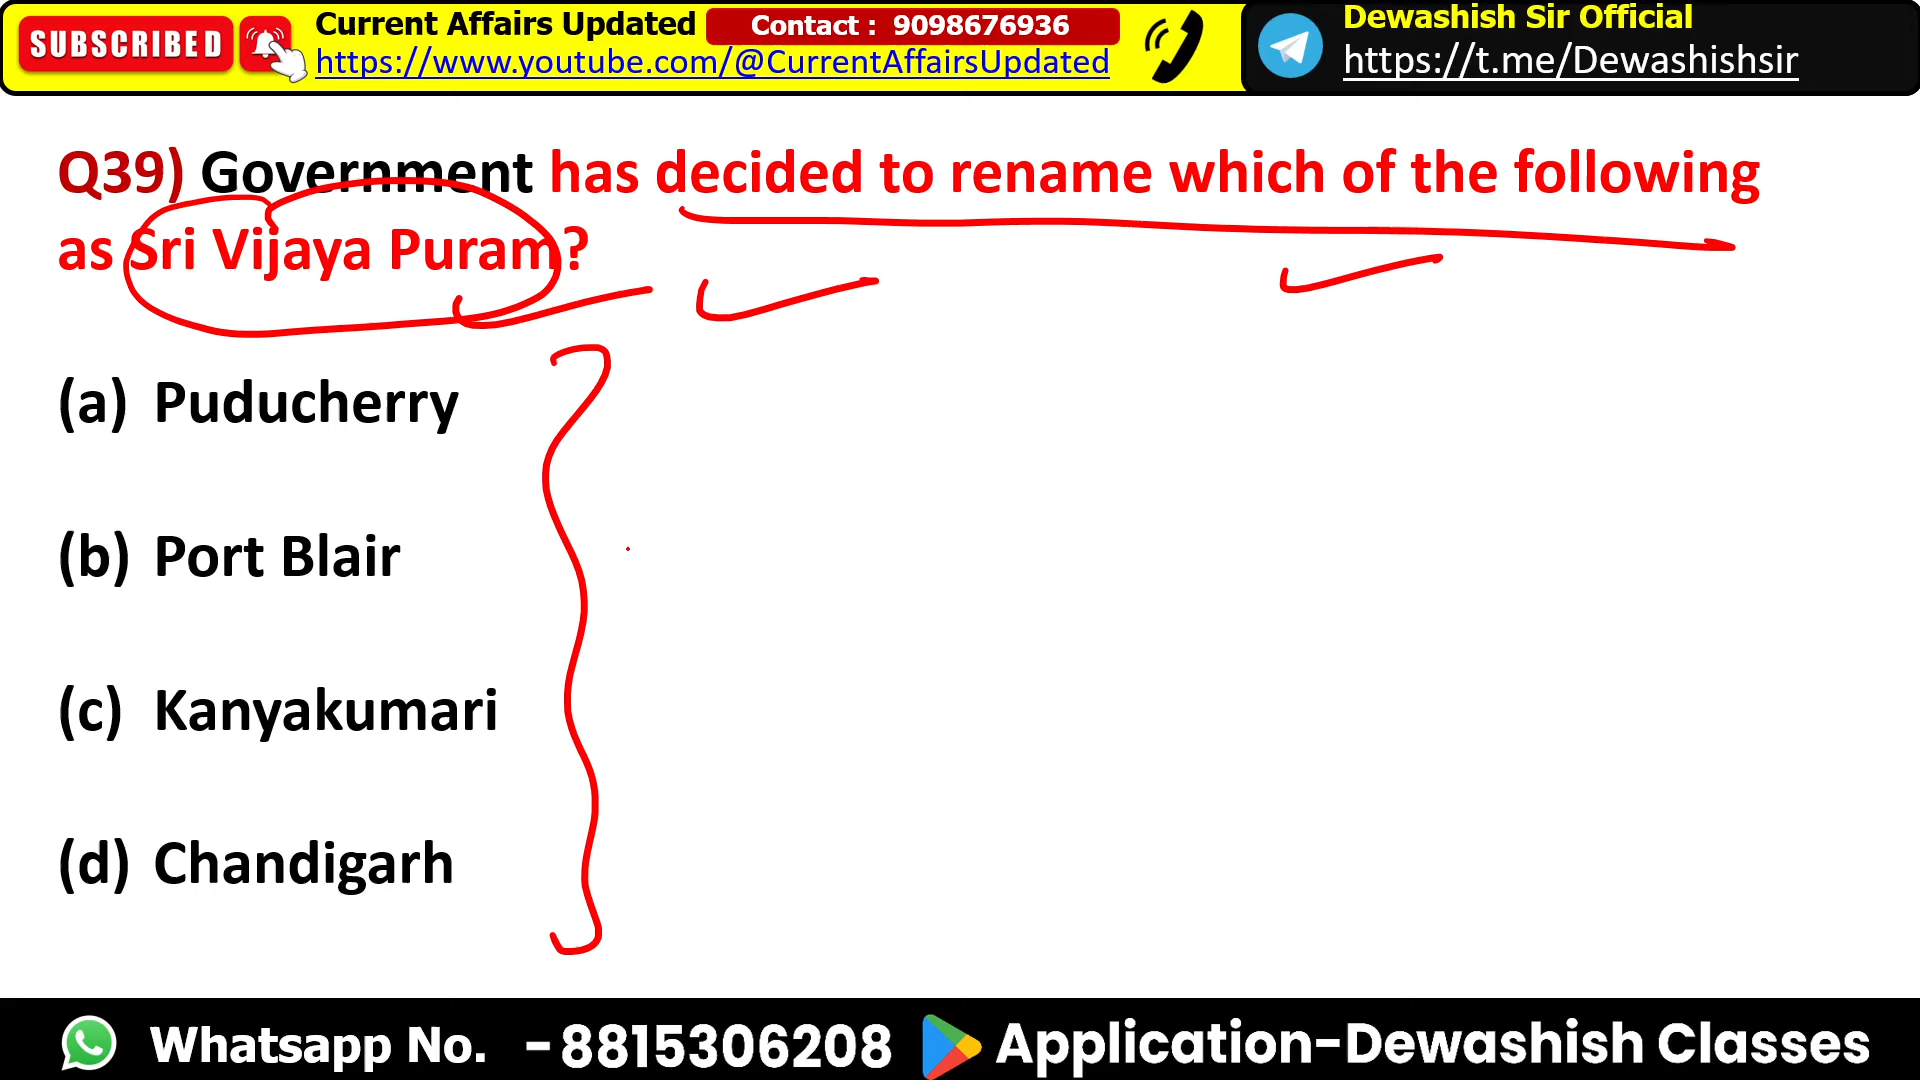 SUBSCRIBED
Current Affairs Updated
Contact : 9098676936
https://www.youtube.com/@CurrentAffairsUpdated
Dewashish Sir Official
https://t.me/Dewashishsir
Q39) Government has decided to rename which of the following
as Sri Vijaya Puram?
(a) Puducherry
(b) Port Blair
(c) Kanyakumari
(d) Chandigarh
Whatsapp No. -8815306208
Application-Dewashish Classes